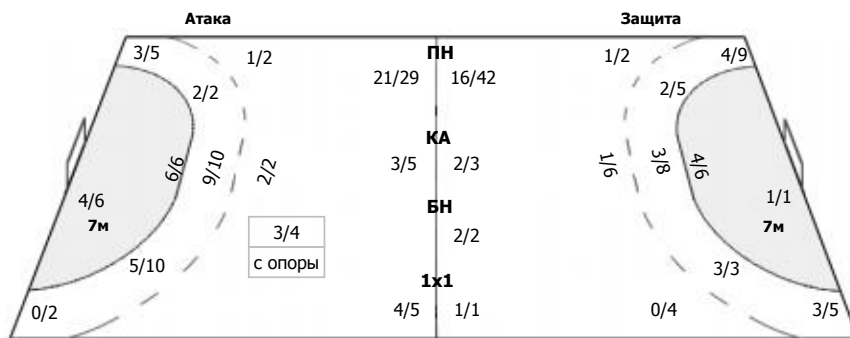 Атака Защита
3/5 1/2 ПН 1/2 4/9
21/29 16/42
2/2 2/5
КА
6/6 9/10 2/2 3/5 2/3 1/6 3/8 4/6
4/6 1/1
БН
7м 7м
3/4 2/2
с опоры
5/10 3/3
1x1
0/2 4/5 1/1 0/4 3/5